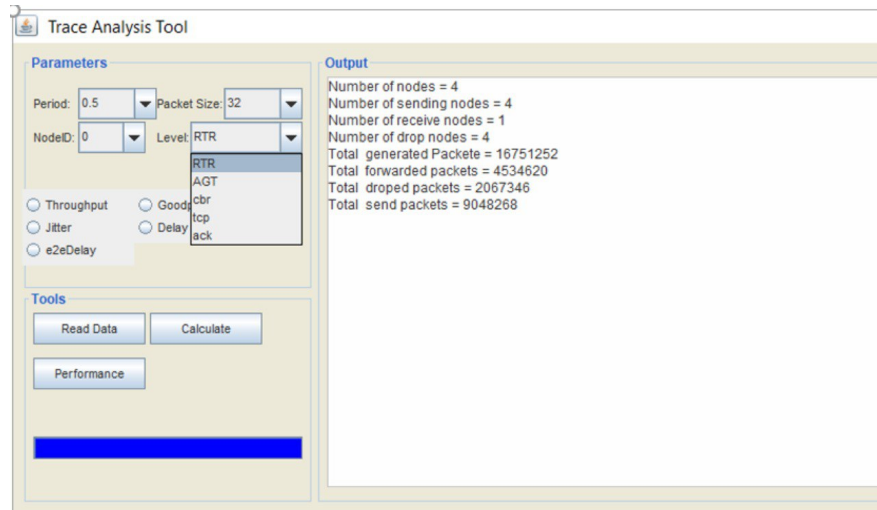 Trace Analysis Tool
Parameters
Period: 0.5 Packet Size: 32
NodeID: 0 Level: RTR
RTR
AGT
cbr
tcp
ack
Throughput
Jitter Delay
e2eDelay
Tools
Read Data Calculate
Performance
Output
Number of nodes = 4
Number of sending nodes = 4
Number of receive nodes = 1
Number of drop nodes = 4
Total generated Packete = 16751252
Total forwarded packets = 4534620
Total droped packets = 2067346
Total send packets = 9048268